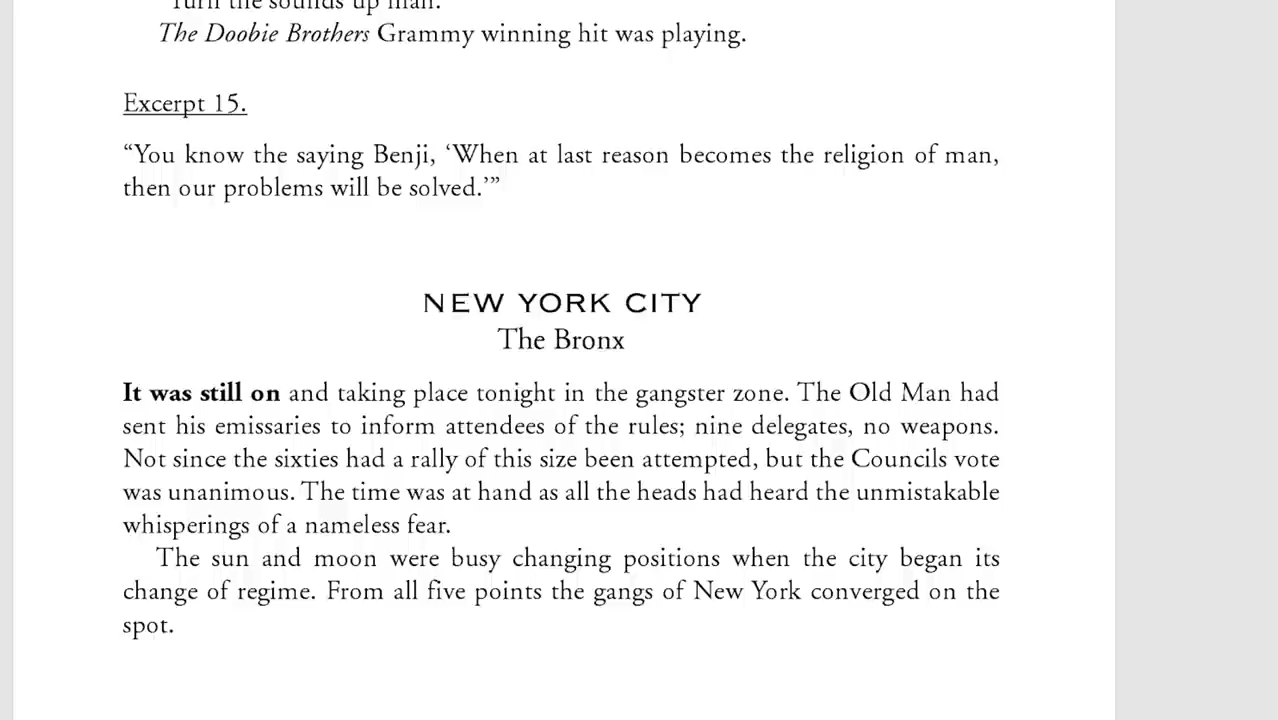 Turn the sounds up man.
The Doobie Brothers Grammy winning hit was playing.
Excerpt 15.
“You know the saying Benji, ‘When at last reason becomes the religion of man,
then our problems will be solved.’”
NEW YORK CITY
The Bronx
It was still on and taking place tonight in the gangster zone. The Old Man had
sent his emissaries to inform attendees of the rules; nine delegates, no weapons.
Not since the sixties had a rally of this size been attempted, but the Councils vote
was unanimous. The time was at hand as all the heads had heard the unmistakable
whisperings of a nameless fear.
The sun and moon were busy changing positions when the city began its
change of regime. From all five points the gangs of New York converged on the
spot.